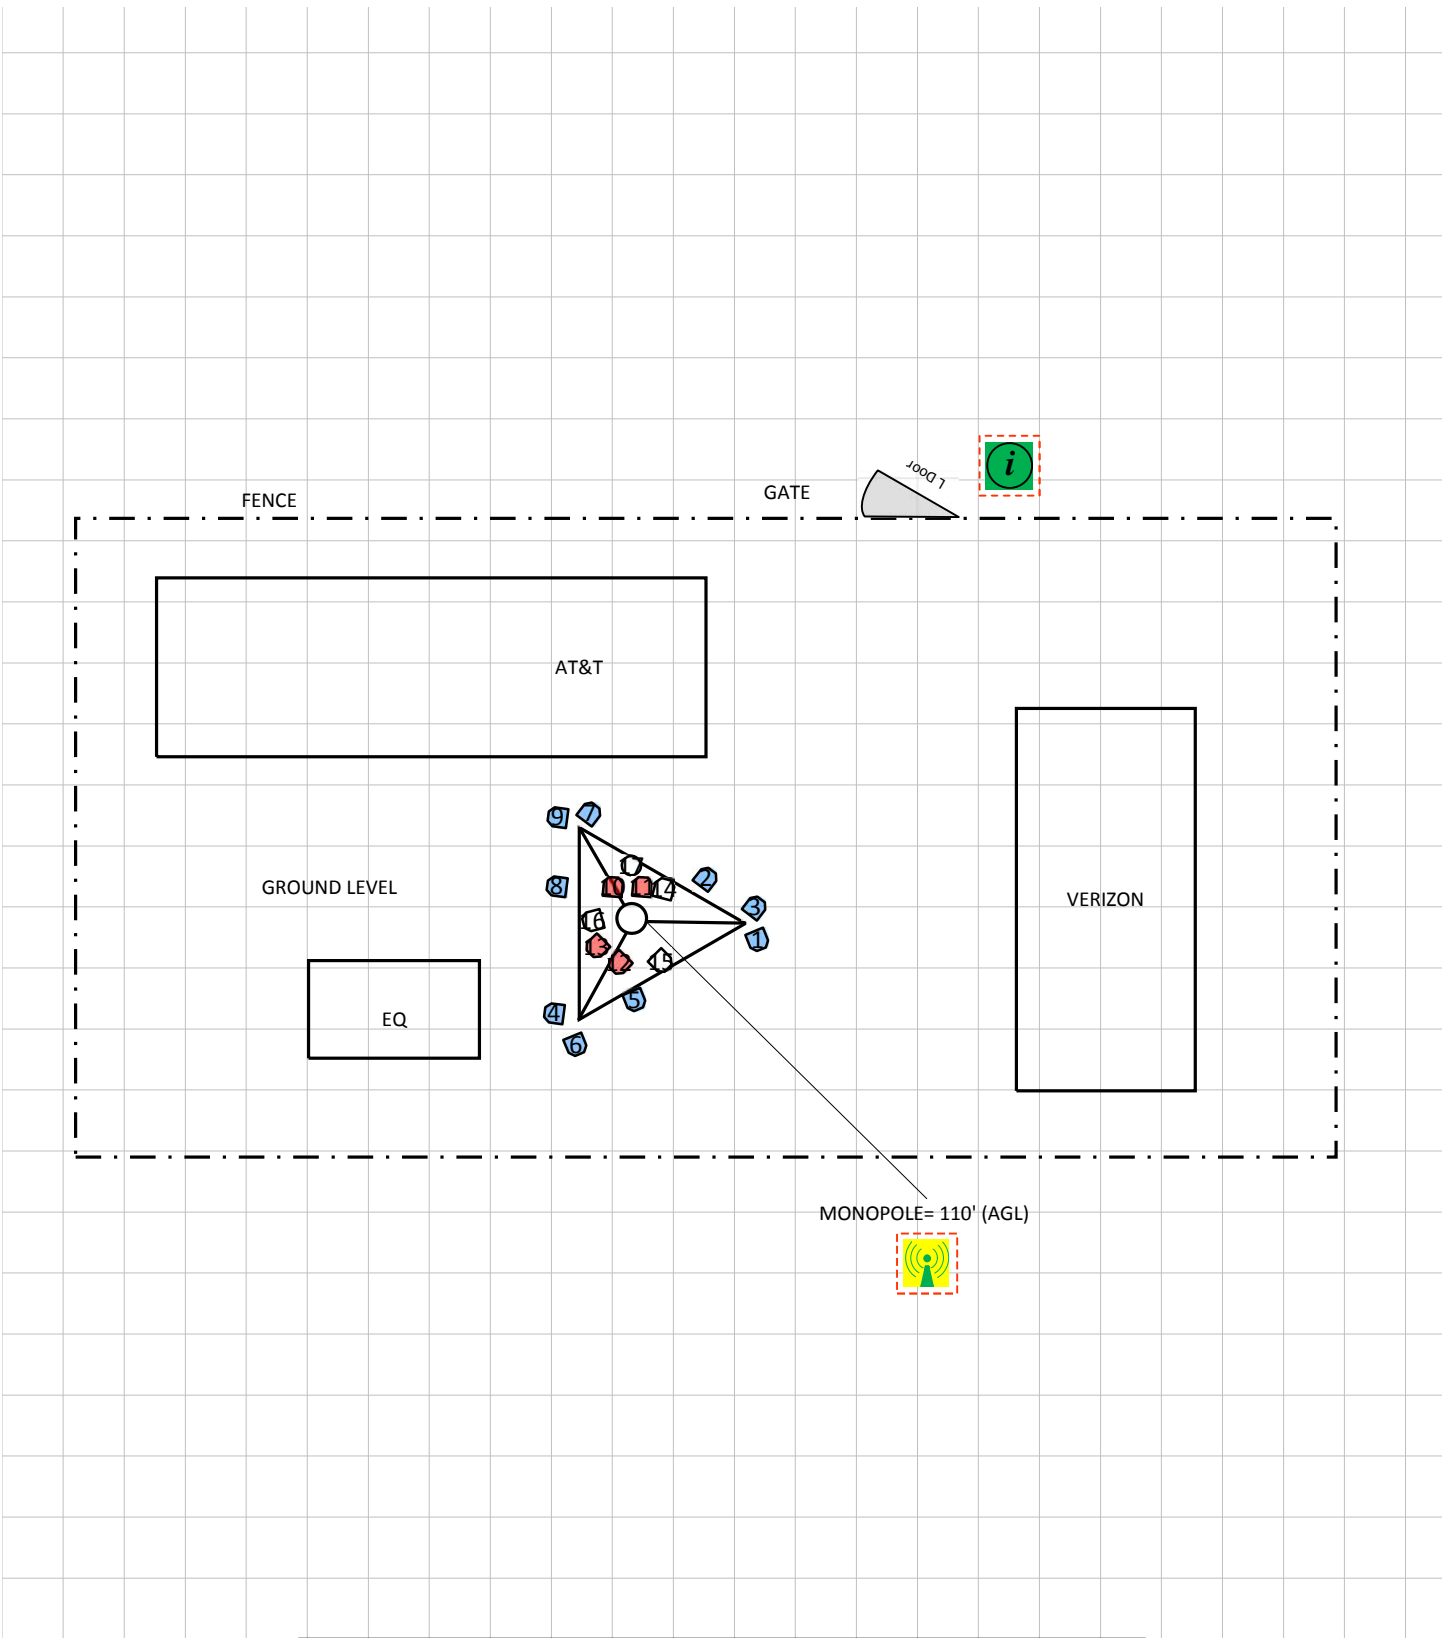 i
L Door
GATE
FENCE
AT&T
9 7
17
GROUND LEVEL
8
10 11 14
2
VERIZON
3
16
1
13
12 15
5
4
EQ
6
MONOPOLE= 110' (AGL)